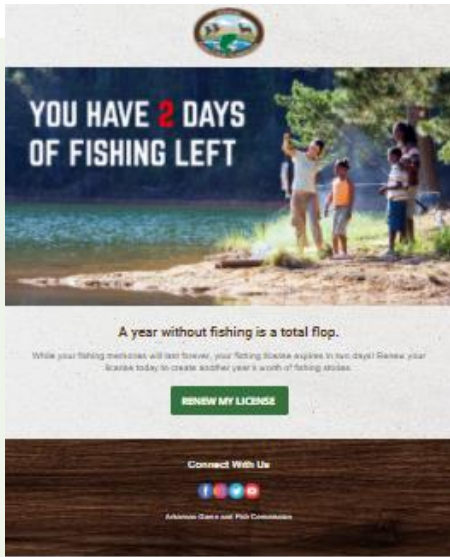 YOU HAVE 2 DAYS
OF FISHING LEFT
A year without fishing is a total flop.
While your fishing memories will last forever, your fishing license expires in two days! Renew your
license today to create another year's worth of fishing stories.
RENEW MY LICENSE
Connect With Us
Arkansas Game and Fish Commission